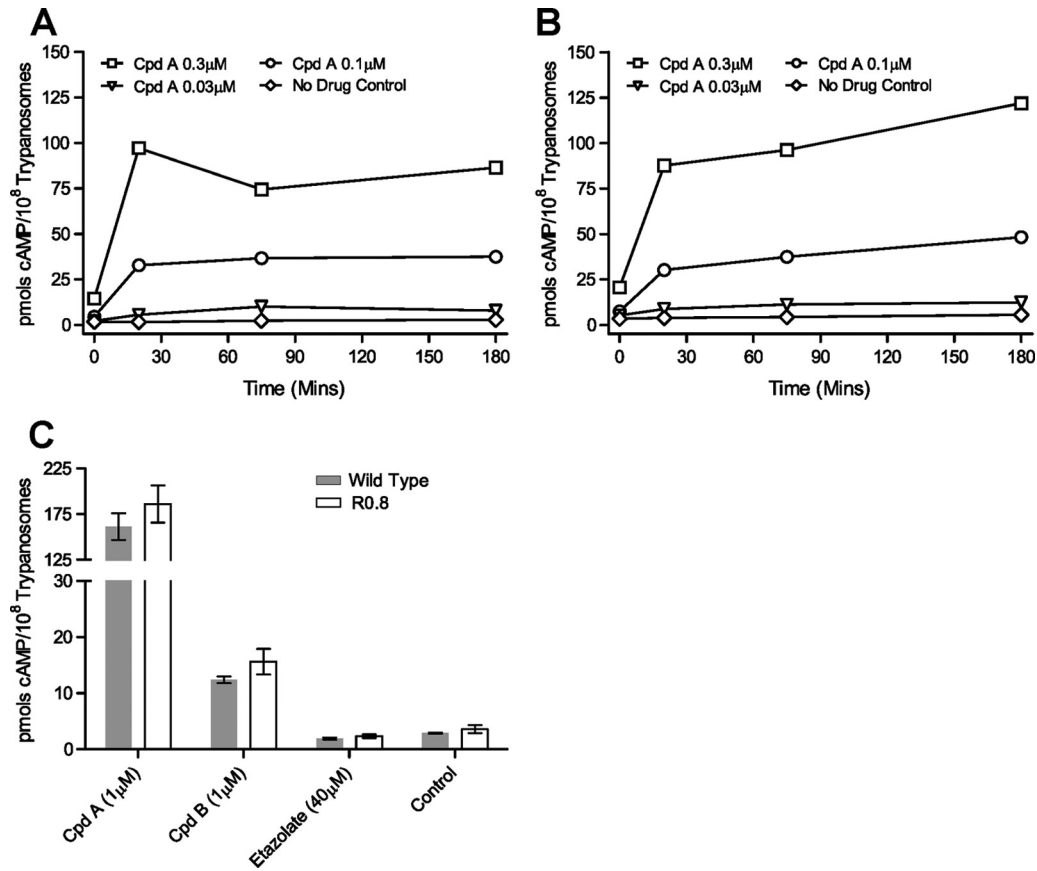 A
Cpd A 0.3µM
Cpd A 0.1µM
Cpd A 0.03µM
No Drug Control
pmols cAMP/10⁸ Trypanosomes
150
125
100
75
50
25
0
0 30 60 90 120 150 180
Time (Mins)
B
Cpd A 0.3µM
Cpd A 0.1µM
Cpd A 0.03µM
No Drug Control
pmols cAMP/10⁸ Trypanosomes
150
125
100
75
50
25
0
0 30 60 90 120 150 180
Time (Mins)
C
Wild Type
R0.8
pmols cAMP/10⁸ Trypanosomes
225
175
125
30
20
10
0
Cpd A (1µM)
Cpd B (1µM)
Etazolate (40µM)
Control